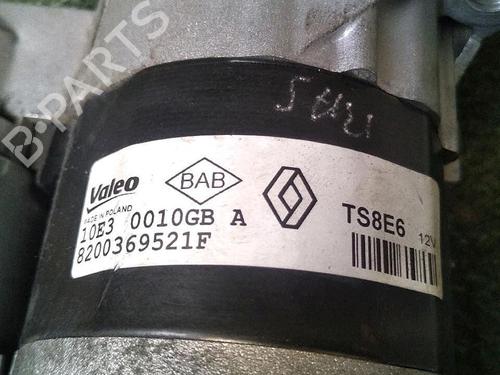 B-PARTS
Valeo
MADE IN POLAND
BAB
10E3 0010GB A
8200369521F
TS8E6 12V